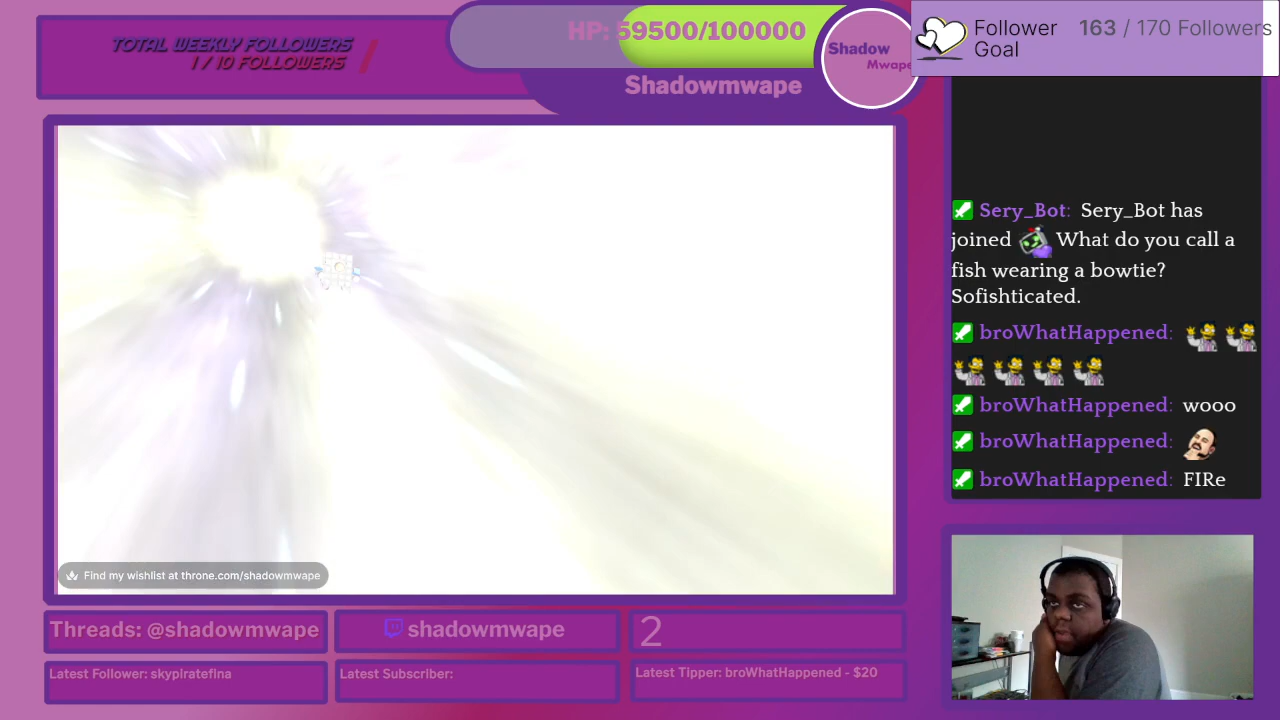 TOTAL WEEKLY FOLLOWERS
1 / 10 FOLLOWERS
HP: 59500/100000
Shadowmwape
Shadow
Mwape
Follower Goal
163 / 170 Followers
Sery_Bot: Sery_Bot has
joined What do you call a
fish wearing a bowtie?
Sofishticated.
broWhatHappened:
broWhatHappened: wooo
broWhatHappened:
broWhatHappened: FIRe
Find my wishlist at throne.com/shadowmwape
Threads: @shadowmwape
shadowmwape
2
Latest Follower: skypiratefina
Latest Subscriber:
Latest Tipper: broWhatHappened - $20